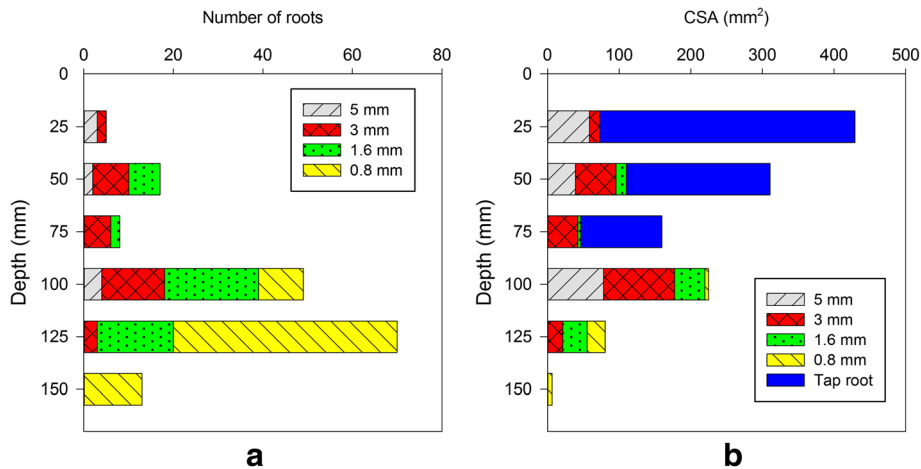 Number of roots
0 20 40 60 80
0
25
50
75
100
125
150
Depth (mm)
5 mm
3 mm
1.6 mm
0.8 mm
a
CSA (mm²)
0 100 200 300 400 500
0
25
50
75
100
125
150
Depth (mm)
5 mm
3 mm
1.6 mm
0.8 mm
Tap root
b